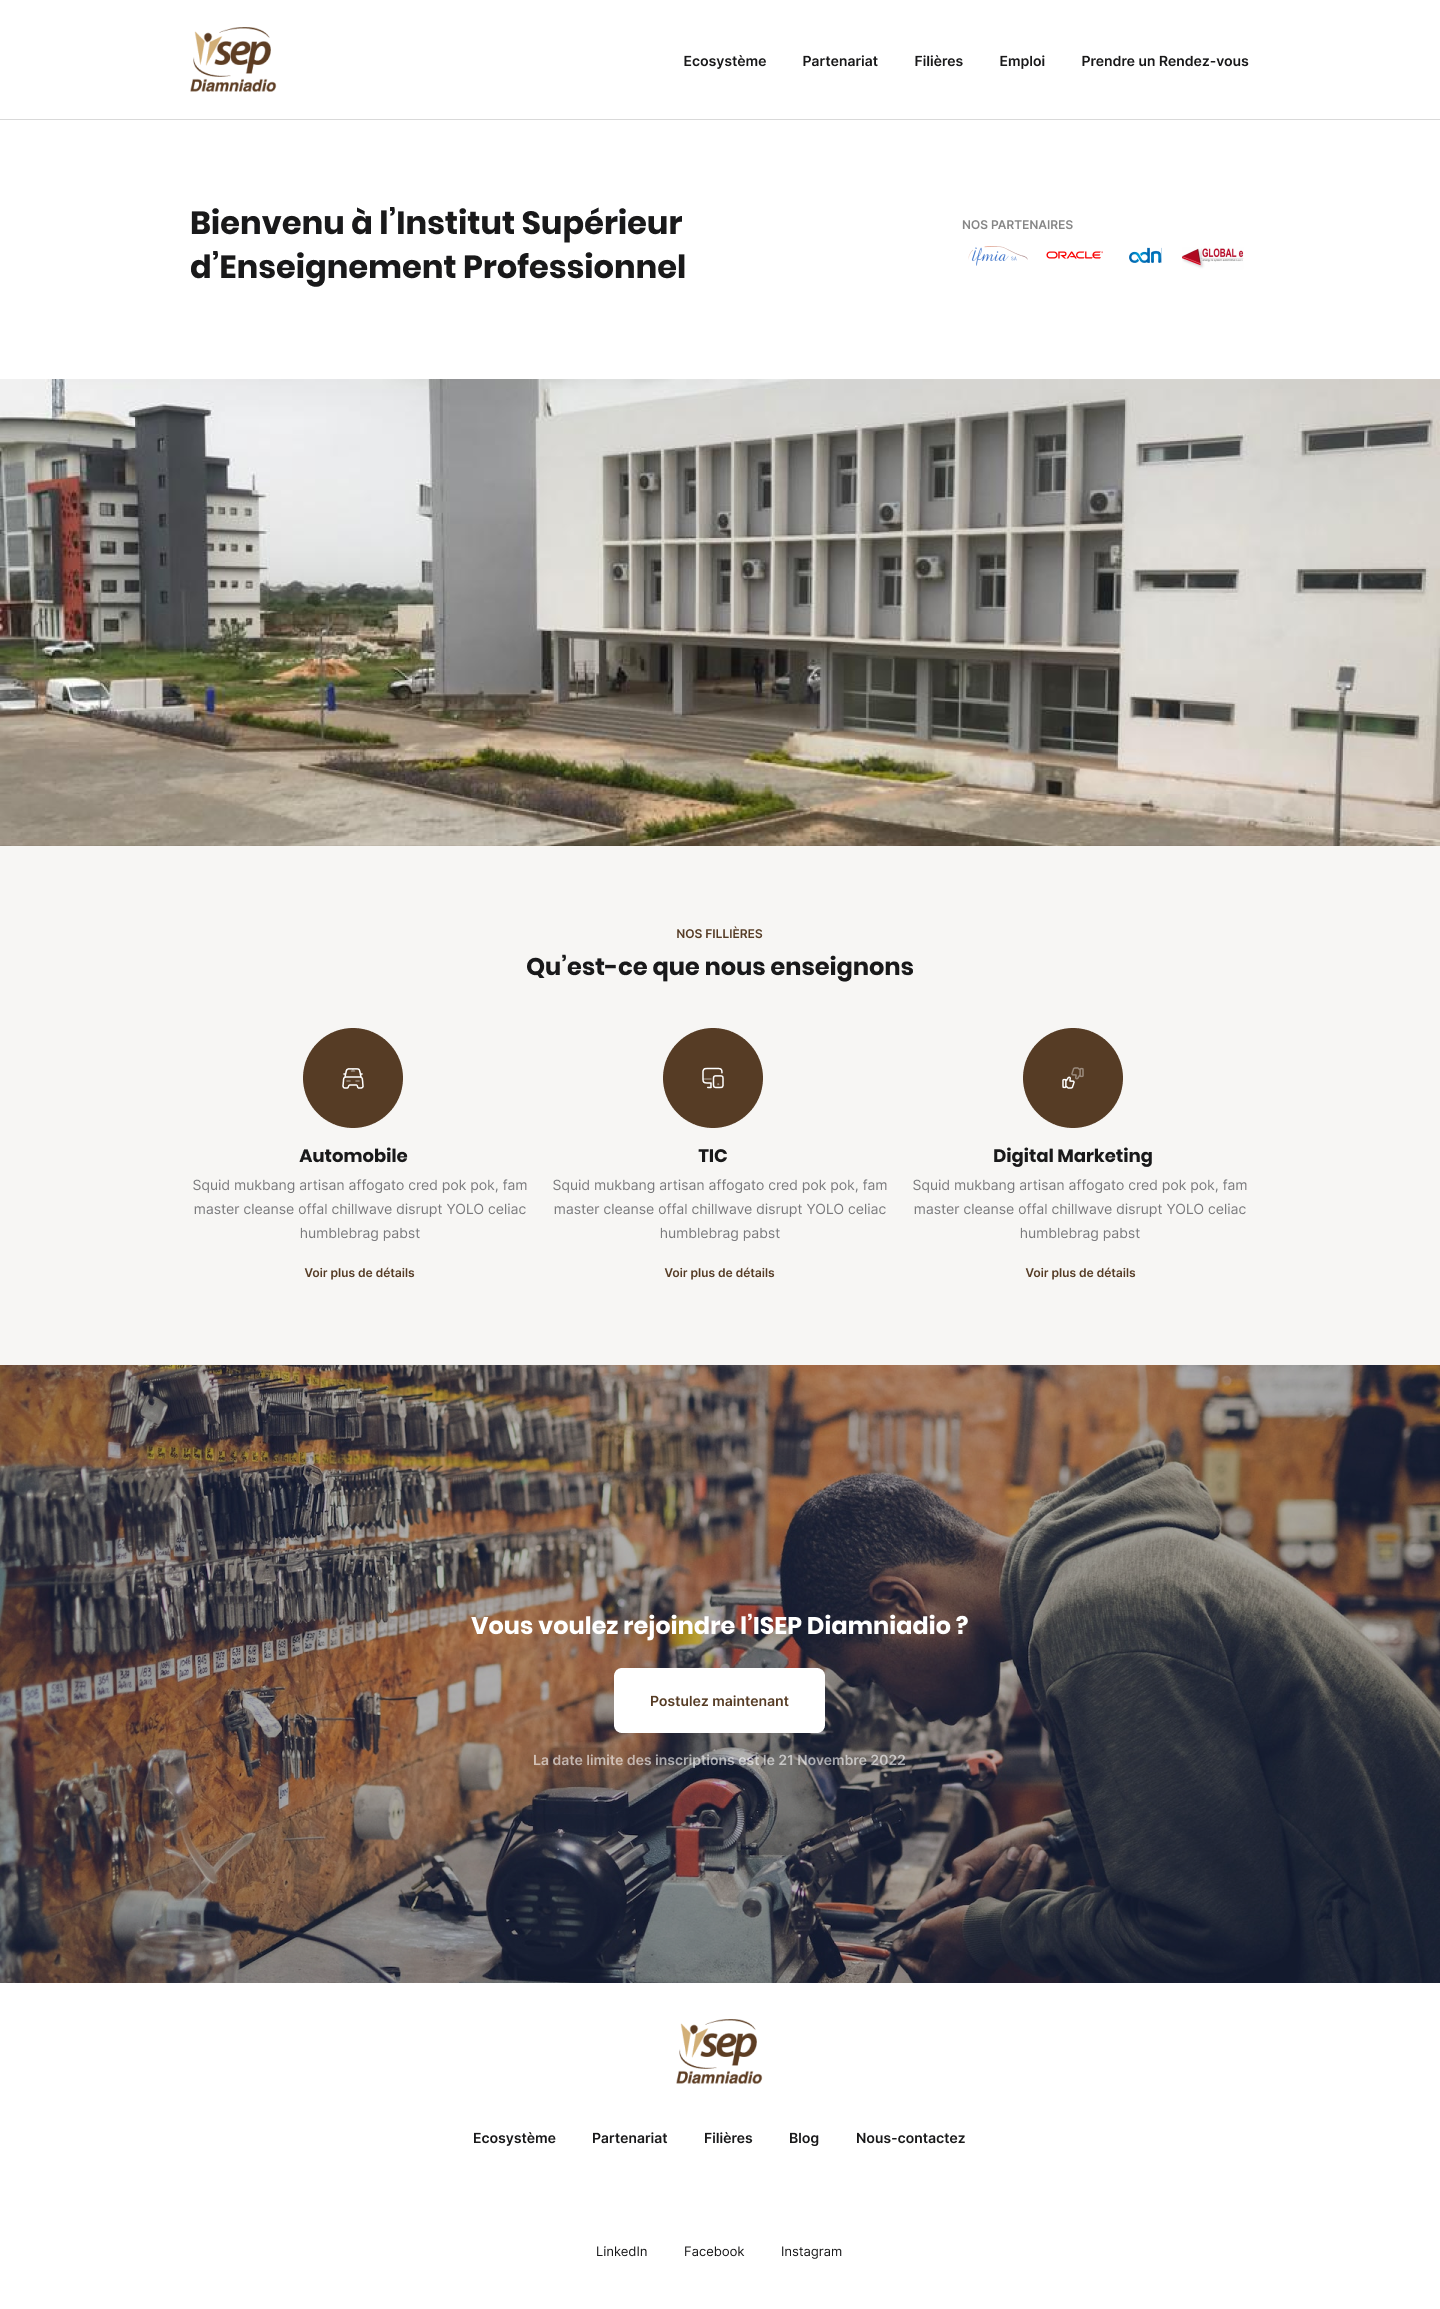 isep
Diamniadio
Ecosystème Partenariat Filières Emploi Prendre un Rendez-vous
Bienvenu à l’Institut Supérieur
d’Enseignement Professionnel
NOS PARTENAIRES
ifmia SA ORACLE odn GLOBAL e
NOS FILLIÈRES
Qu’est-ce que nous enseignons
Automobile
Squid mukbang artisan affogato cred pok pok, fam
master cleanse offal chillwave disrupt YOLO celiac
humblebrag pabst
Voir plus de détails
TIC
Squid mukbang artisan affogato cred pok pok, fam
master cleanse offal chillwave disrupt YOLO celiac
humblebrag pabst
Voir plus de détails
Digital Marketing
Squid mukbang artisan affogato cred pok pok, fam
master cleanse offal chillwave disrupt YOLO celiac
humblebrag pabst
Voir plus de détails
Vous voulez rejoindre l’ISEP Diamniadio ?
Postulez maintenant
La date limite des inscriptions est le 21 Novembre 2022
isep
Diamniadio
Ecosystème Partenariat Filières Blog Nous-contactez
LinkedIn Facebook Instagram